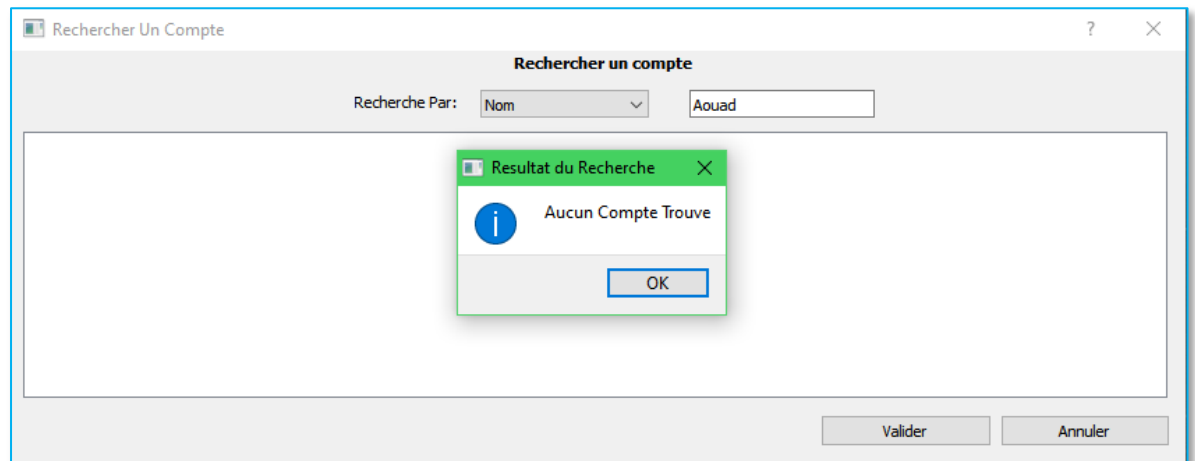 Rechercher Un Compte
Rechercher un compte
Recherche Par: Nom Aouad
Resultat du Recherche
Aucun Compte Trouve
OK
Valider Annuler